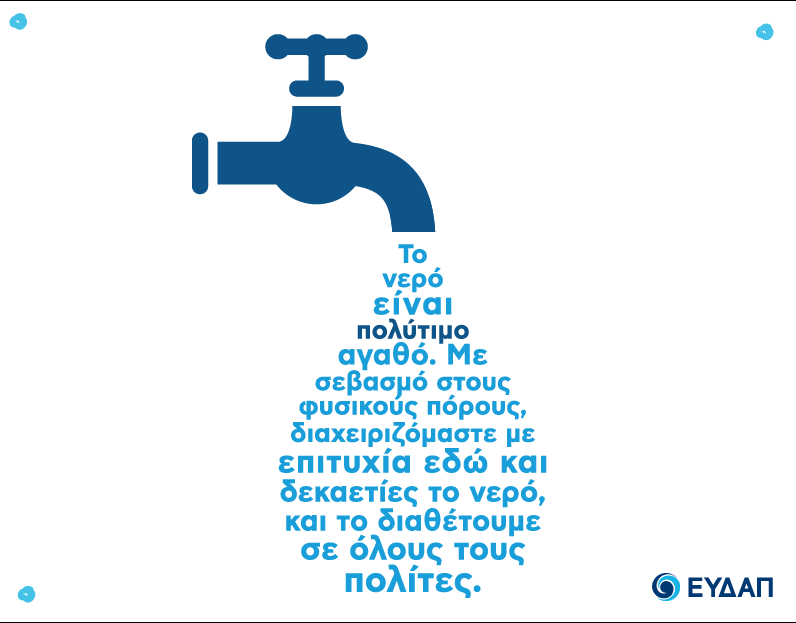 Το
νερό
είναι
πολύτιμο
αγαθό. Με
σεβασμό στους
φυσικούς πόρους,
διαχειριζόμαστε με
επιτυχία εδώ και
δεκαετίες το νερό,
και το διαθέτουμε
σε όλους τους
πολίτες.
ΕΥΔΑΠ